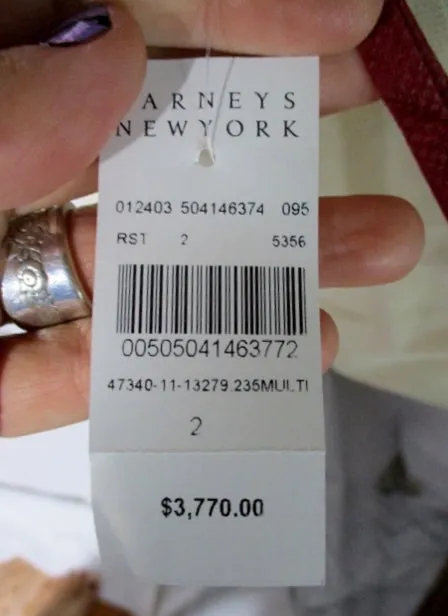 ARNEYS
NEW YORK
012403 504146374 095
RST 2 5356
00505041463772
47340-11-13279.235MULTI
2
$3,770.00